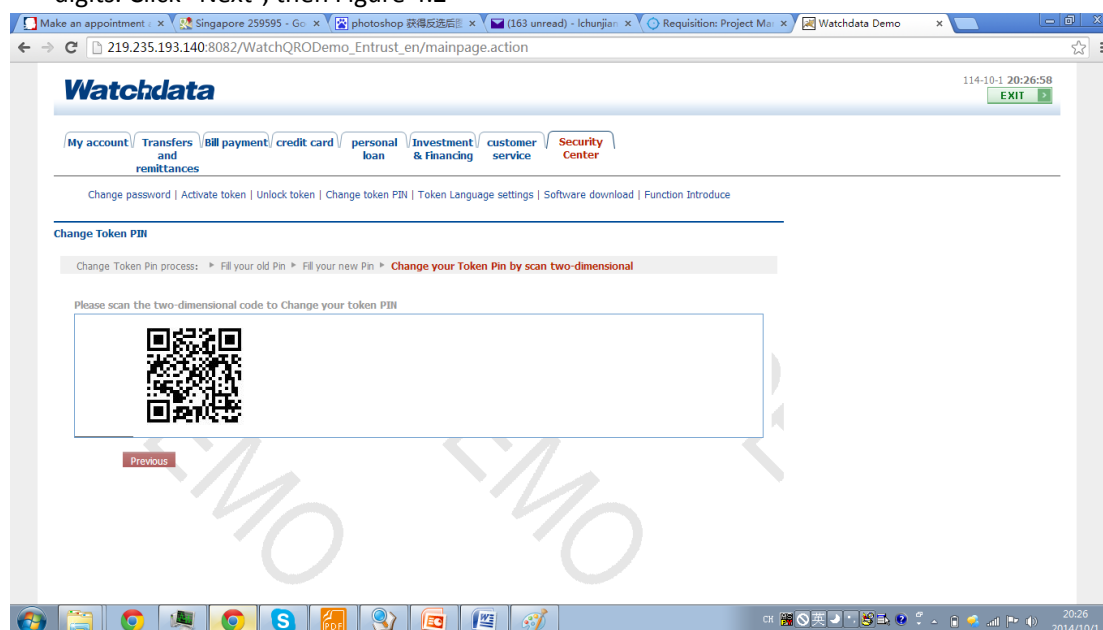 digits. Click "Next", then Figure 4.2
Make an appointment
Singapore 259595 - Go
photoshop 获得反选后
(163 unread) - lchunjian
Requisition: Project Ma
Watchdata Demo
219.235.193.140:8082/WatchQRODemo_Entrust_en/mainpage.action
Watchdata
114-10-1 20:26:58
EXIT
My account
Transfers and remittances
Bill payment
credit card
personal loan
Investment & Financing
customer service
Security Center
Change password | Activate token | Unlock token | Change token PIN | Token Language settings | Software download | Function Introduce
Change Token PIN
Change Token Pin process: Fill your old Pin Fill your new Pin Change your Token Pin by scan two-dimensional
Please scan the two-dimensional code to Change your token PIN
Previous
DEMO
DEMO
CH
英
20:26
2014/10/1